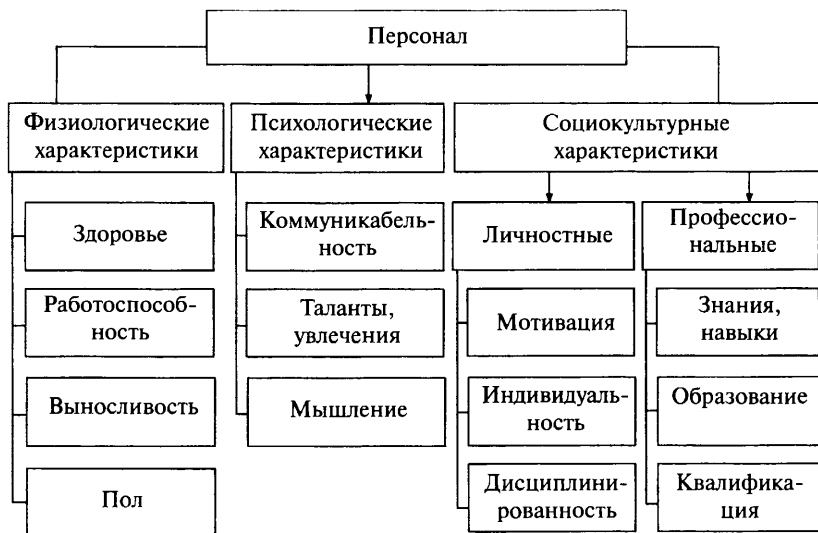 Персонал
Физиологические
характеристики
Психологические
характеристики
Социокультурные
характеристики
Здоровье
Работоспособ-
ность
Выносливость
Пол
Коммуникабель-
ность
Таланты,
увлечения
Мышление
Личностные
Мотивация
Индивидуаль-
ность
Дисциплини-
рованность
Профессио-
нальные
Знания,
навыки
Образование
Квалифика-
ция